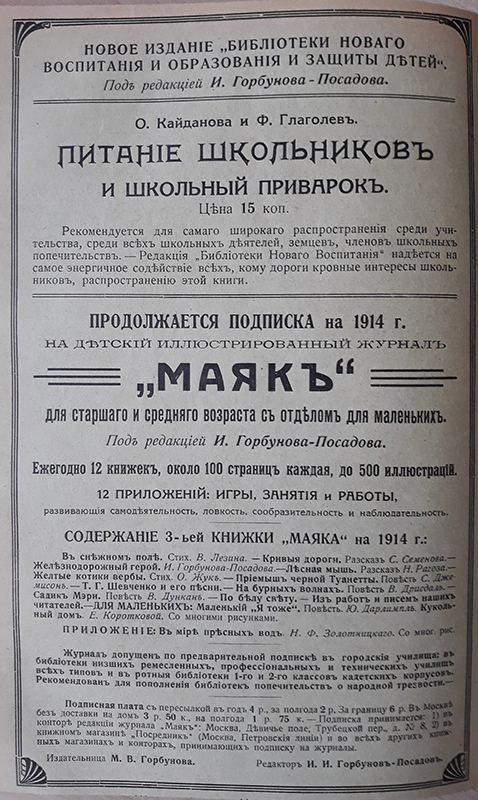 НОВОЕ ИЗДАНІЕ „БИБЛІОТЕКИ НОВАГО
ВОСПИТАНІЯ И ОБРАЗОВАНІЯ И ЗАЩИТЫ ДѢТЕЙ“.
Подъ редакціей И. Горбунова-Посадова.
О. Кайданова и Ф. Глаголевъ.
ПИТАНІЕ ШКОЛЬНИКОВЪ
И ШКОЛЬНЫЙ ПРИВАРОКЪ.
Цѣна 15 коп.
Рекомендуется для самаго широкаго распространенія среди учи-
тельства, среди всѣхъ школьныхъ дѣятелей, земцевъ, членовъ школьныхъ
попечительствъ. — Редакція „Библіотеки Новаго Воспитанія“ надѣется на
самое энергичное содѣйствіе всѣхъ, кому дороги кровные интересы школь-
никовъ, распространенію этой книги.
ПРОДОЛЖАЕТСЯ ПОДПИСКА на 1914 г.
НА ДѢТСКІЙ ИЛЛЮСТРИРОВАННЫЙ ЖУРНАЛЪ
„МАЯКЪ“
для старшаго и средняго возраста съ отдѣломъ для маленькихъ.
Подъ редакціей И. Горбунова-Посадова.
Ежегодно 12 книжекъ, около 100 страницъ каждая, до 500 иллюстрацій.
12 ПРИЛОЖЕНІЙ: ИГРЫ, ЗАНЯТІЯ и РАБОТЫ,
развивающія самодѣятельность, ловкость, сообразительность и наблюдательность.
СОДЕРЖАНІЕ 3-ьей КНИЖКИ „МАЯКА“ на 1914 г.:
Въ снѣжномъ полѣ. Стих. В. Лезина. — Кривыя дороги. Разсказъ С. Семенова. —
Желѣзнодорожный герой. И. Горбунова-Посадова. — Лѣсная мышь. Разсказъ Н. Рагоза. —
Желтые котики вербы. Стих. О. Жукъ. — Пріемышъ черной Туанетты. Повѣсть С. Дже-
мисонъ. — Т. Г. Шевченко и его пѣсни. — На бурныхъ волнахъ. Повѣсть В. Дрисдаль. —
Садикъ Мэри. Повѣсть В. Дунканъ. — По бѣлу свѣту. — Изъ работъ и писемъ нашихъ
читателей. — ДЛЯ МАЛЕНЬКИХЪ: Маленькій „Я тоже“. Повѣсть. Ю. Дарлимпль. Куколь-
ный домъ. Е. Коротковой. Со многими рисунками.
ПРИЛОЖЕНІЕ: Въ мірѣ прѣсныхъ водъ. Н. Ф. Золотницкаго. Со мног. рис.
Журналъ допущенъ по предварительной подпискѣ въ городскія училища; въ
библіотеки низшихъ ремесленныхъ, профессіональныхъ и техническихъ училищъ
всѣхъ типовъ и въ ротныя библіотеки 1-го и 2-го классовъ кадетскихъ корпусовъ.
Рекомендованъ для пополненія библіотекъ попечительствъ о народной трезвости. —
Подписная плата съ пересылкой въ годъ 4 р., за полгода 2 р. За границу 6 р. Въ Москвѣ
безъ доставки на домъ 3 р. 50 к., на полгода 1 р. 75 к. — Подписка принимается: 1) въ
конторѣ редакціи журнала „Маякъ“: Москва, Дѣвичье поле, Трубецкой пер., д. № 8, 2) въ
книжномъ магазинѣ „Посредникъ“ (Москва, Петровскія линіи) и во всѣхъ другихъ книж-
ныхъ магазинахъ и конторахъ, принимающихъ подписку на журналы.
Издательница М. В. Горбунова. Редакторъ И. И. Горбуновъ-Посадовъ.